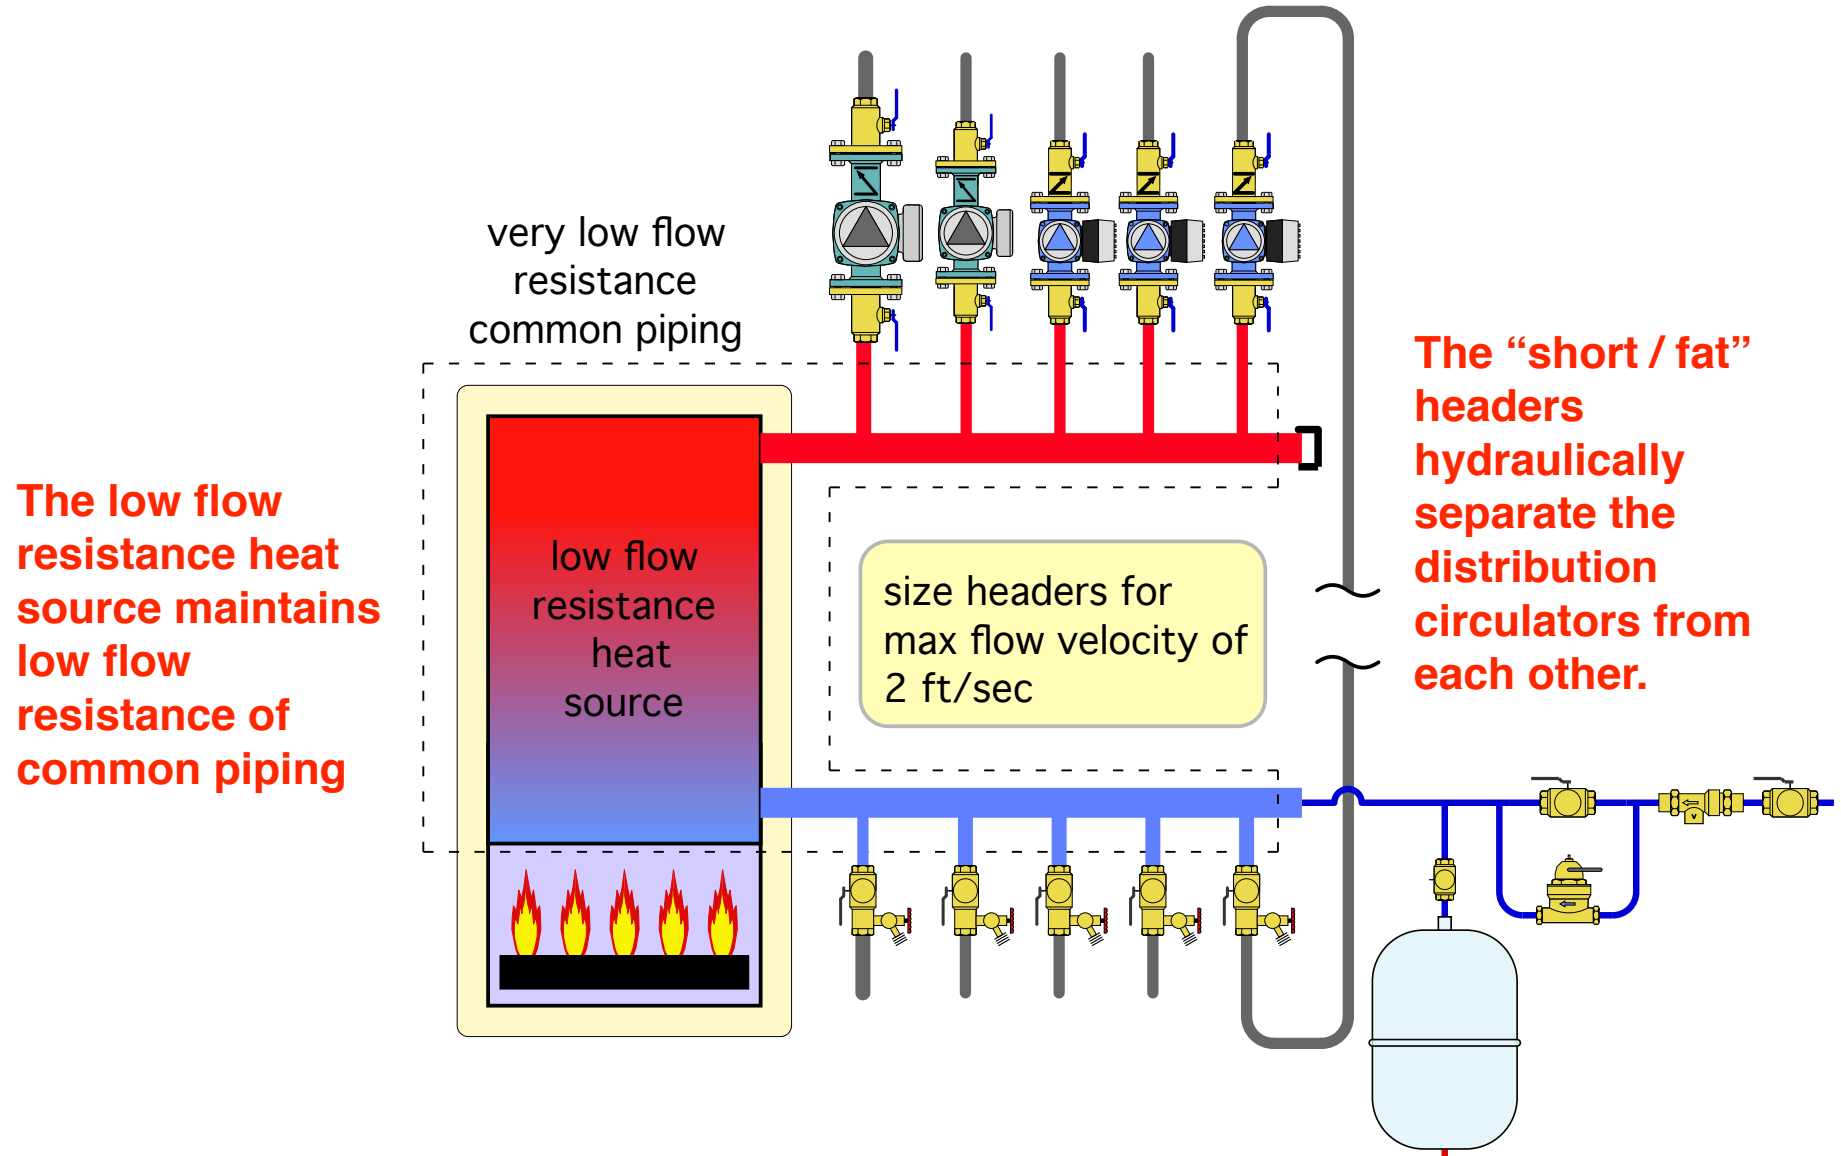 very low flow
resistance
common piping
The “short / fat”
headers
hydraulically
separate the
distribution
circulators from
each other.
The low flow
resistance heat
source maintains
low flow
resistance of
common piping
low flow
resistance
heat
source
size headers for
max flow velocity of
2 ft/sec
v